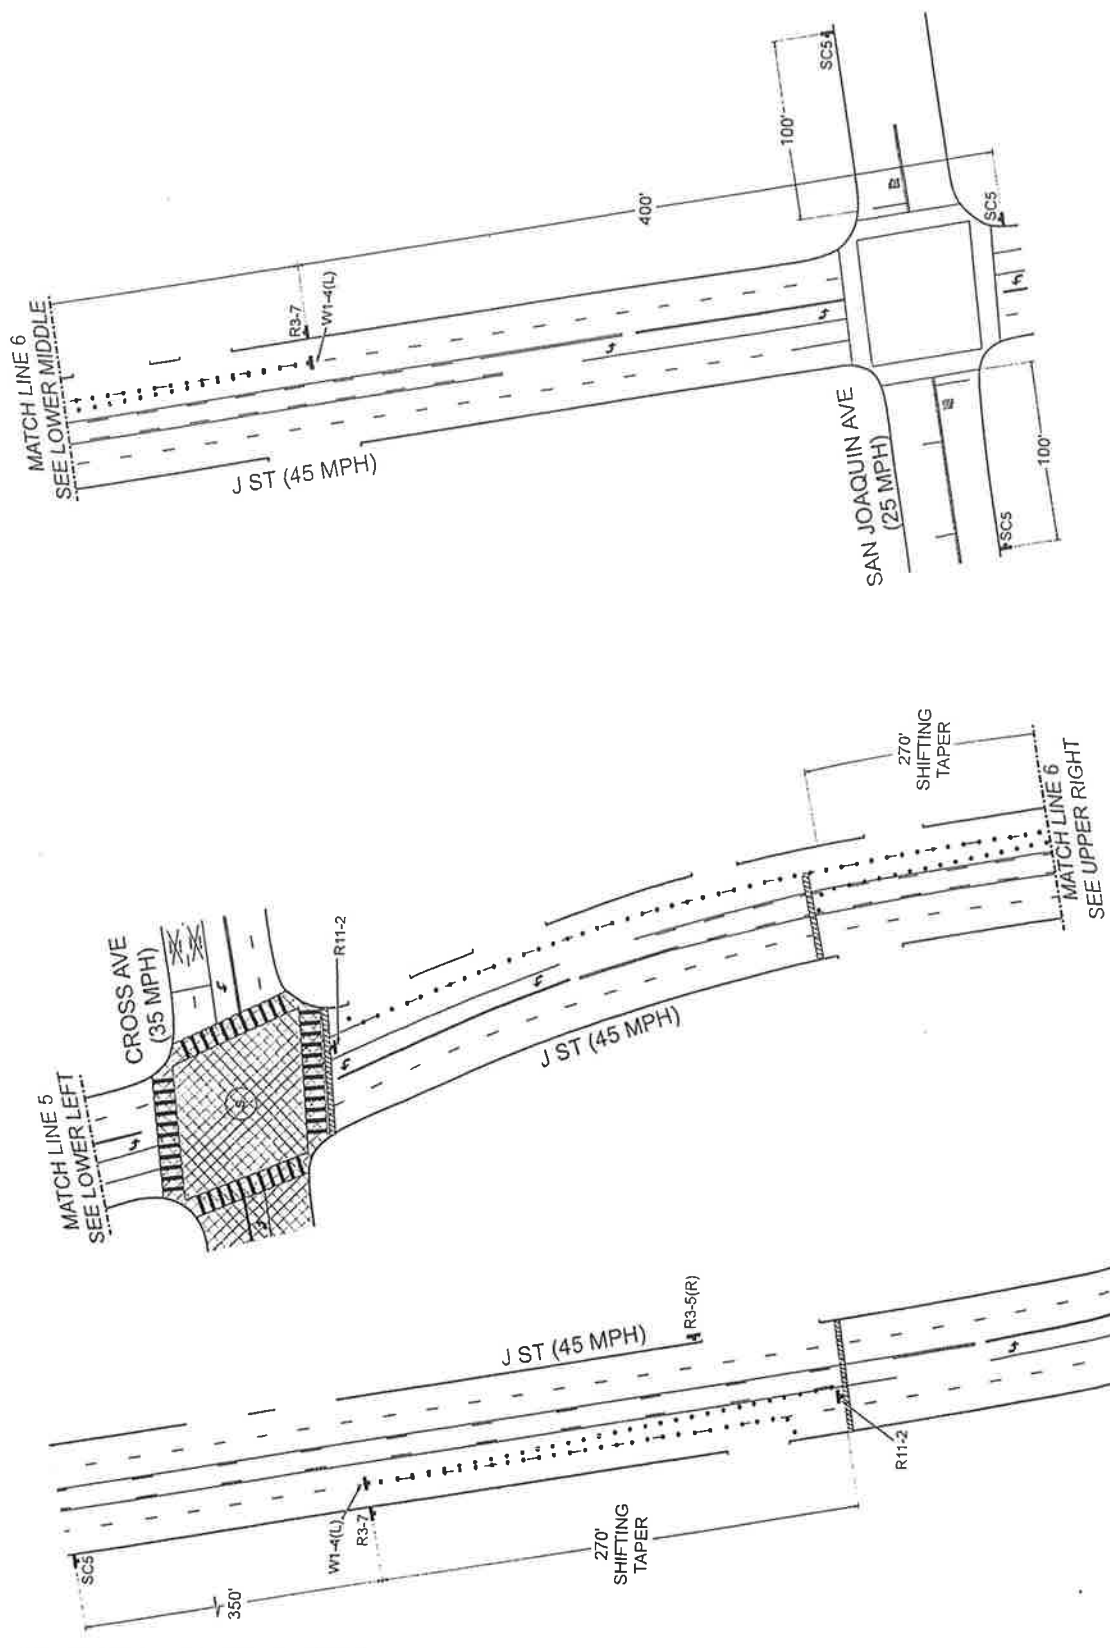 MATCH LINE 6
SEE LOWER MIDDLE
R3-7
W1-4(L)
J ST (45 MPH)
400'
100'
SC5
SAN JOAQUIN AVE
(25 MPH)
SC5
100'
SC5
MATCH LINE 5
SEE LOWER LEFT
CROSS AVE
(35 MPH)
R11-2
J ST (45 MPH)
270'
SHIFTING
TAPER
MATCH LINE 6
SEE UPPER RIGHT
SC5
350'
W1-4(L)
R3-7
J ST (45 MPH)
R3-5(R)
270'
SHIFTING
TAPER
R11-2